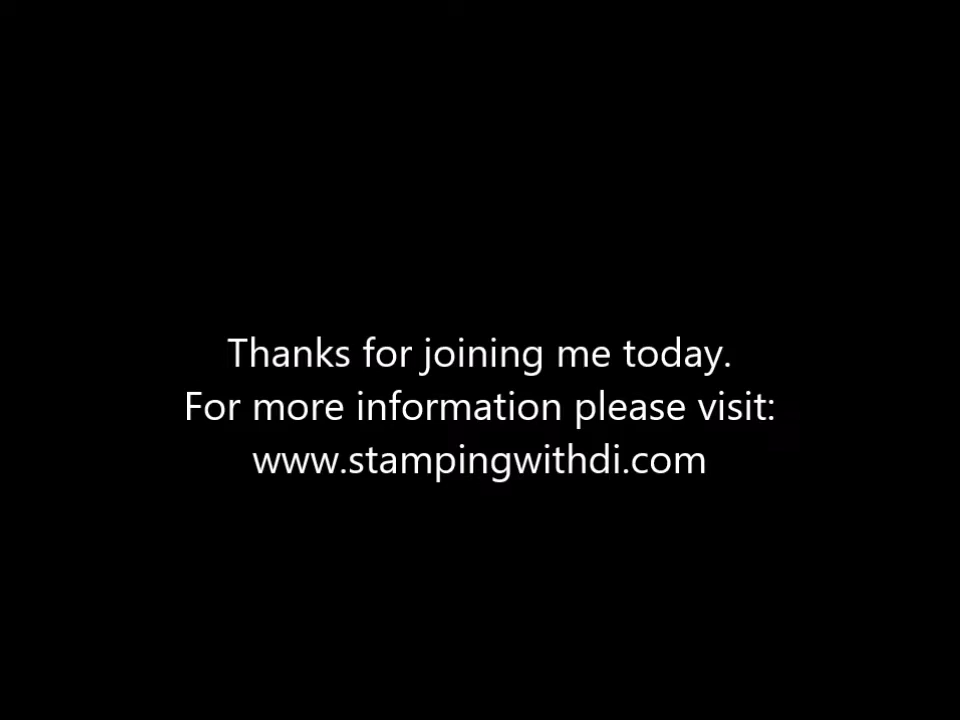 Thanks for joining me today.
For more information please visit:
www.stampingwithdi.com